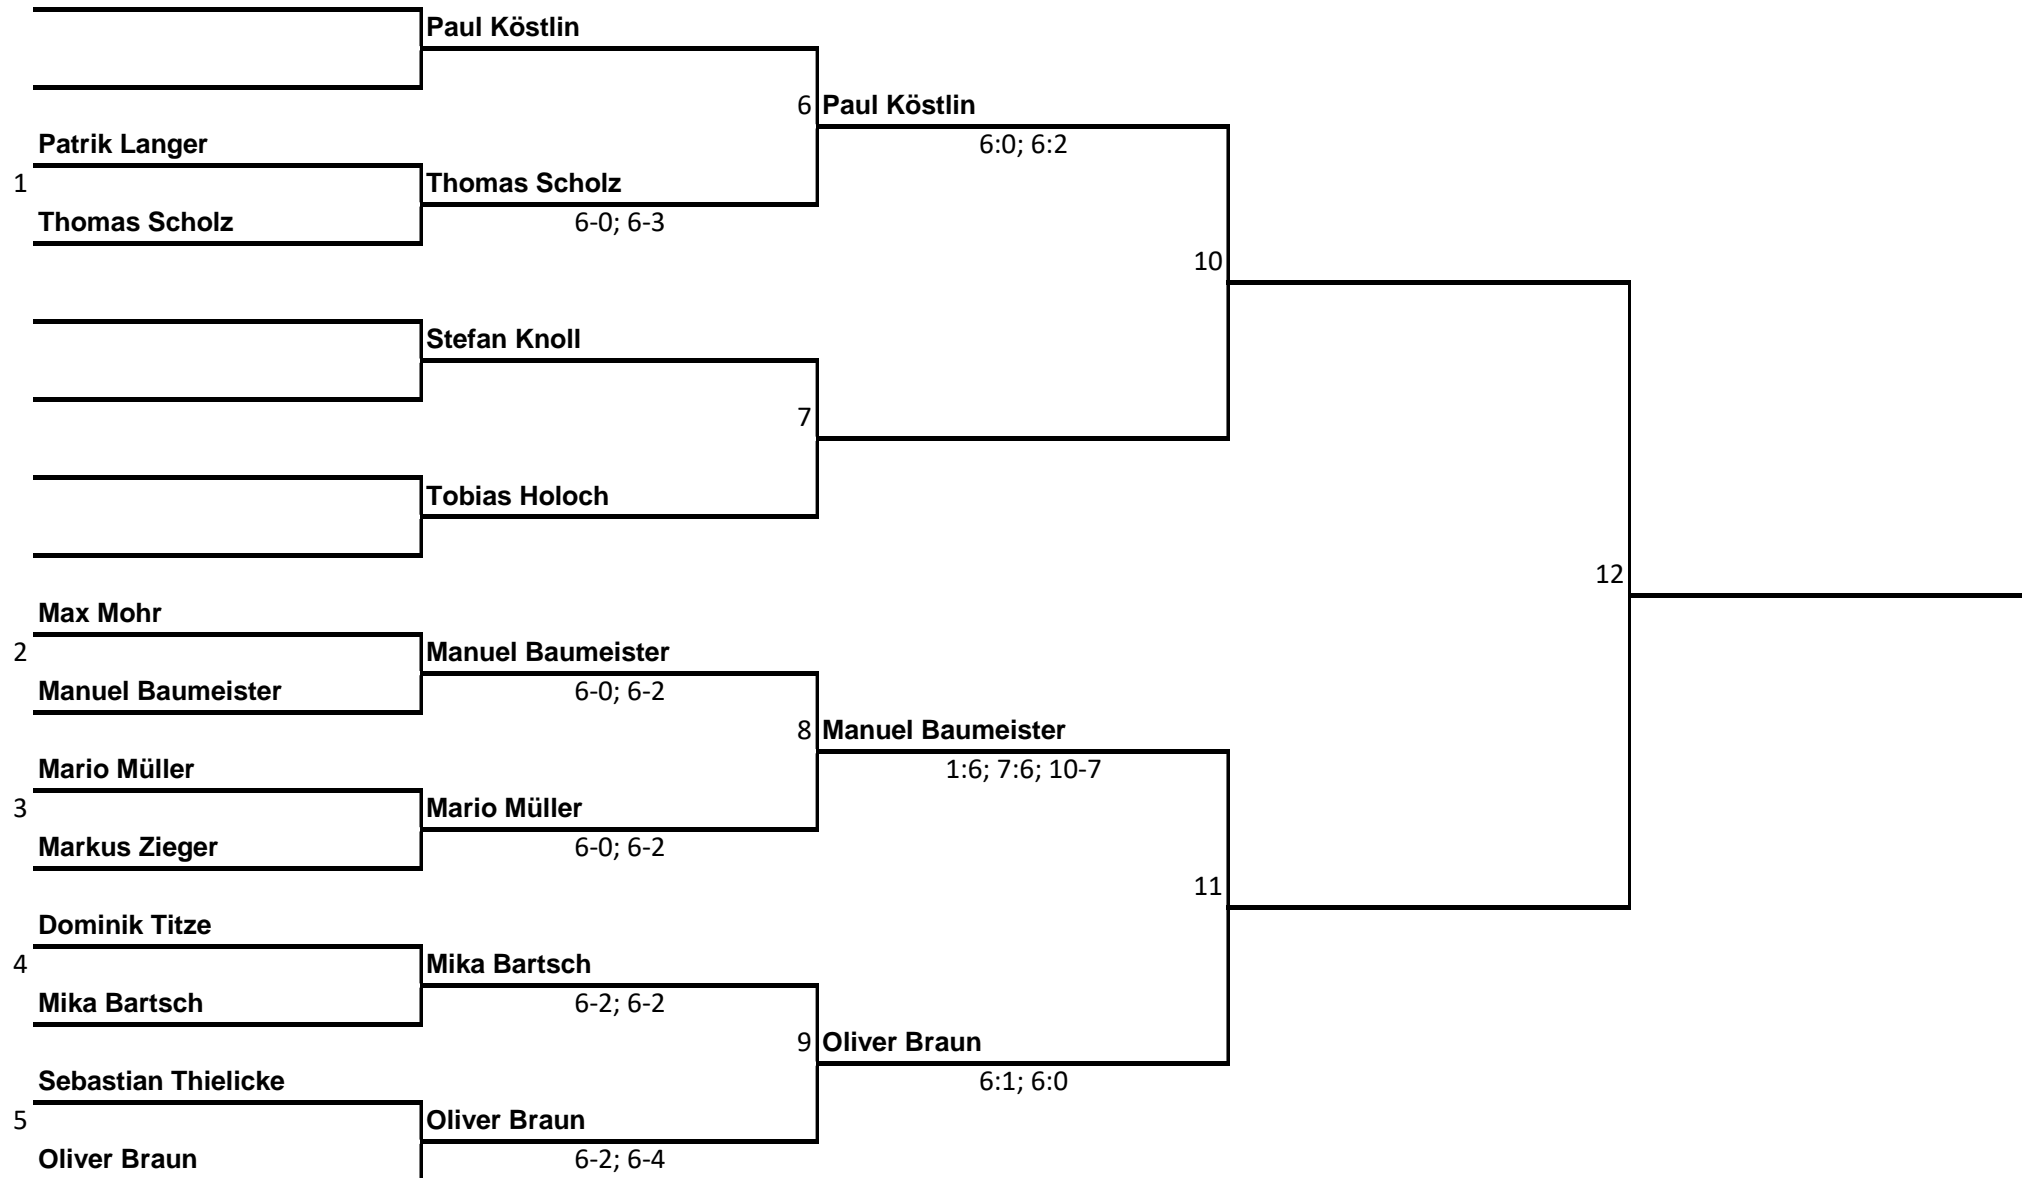 Paul Köstlin
6 Paul Köstlin
Patrik Langer
6:0; 6:2
1
Thomas Scholz
Thomas Scholz
6-0; 6-3
10
Stefan Knoll
7
Tobias Holoch
12
Max Mohr
2
Manuel Baumeister
Manuel Baumeister
6-0; 6-2
8 Manuel Baumeister
Mario Müller
1:6; 7:6; 10-7
3
Mario Müller
Markus Zieger
6-0; 6-2
11
Dominik Titze
4
Mika Bartsch
Mika Bartsch
6-2; 6-2
9 Oliver Braun
Sebastian Thielicke
6:1; 6:0
5
Oliver Braun
Oliver Braun
6-2; 6-4